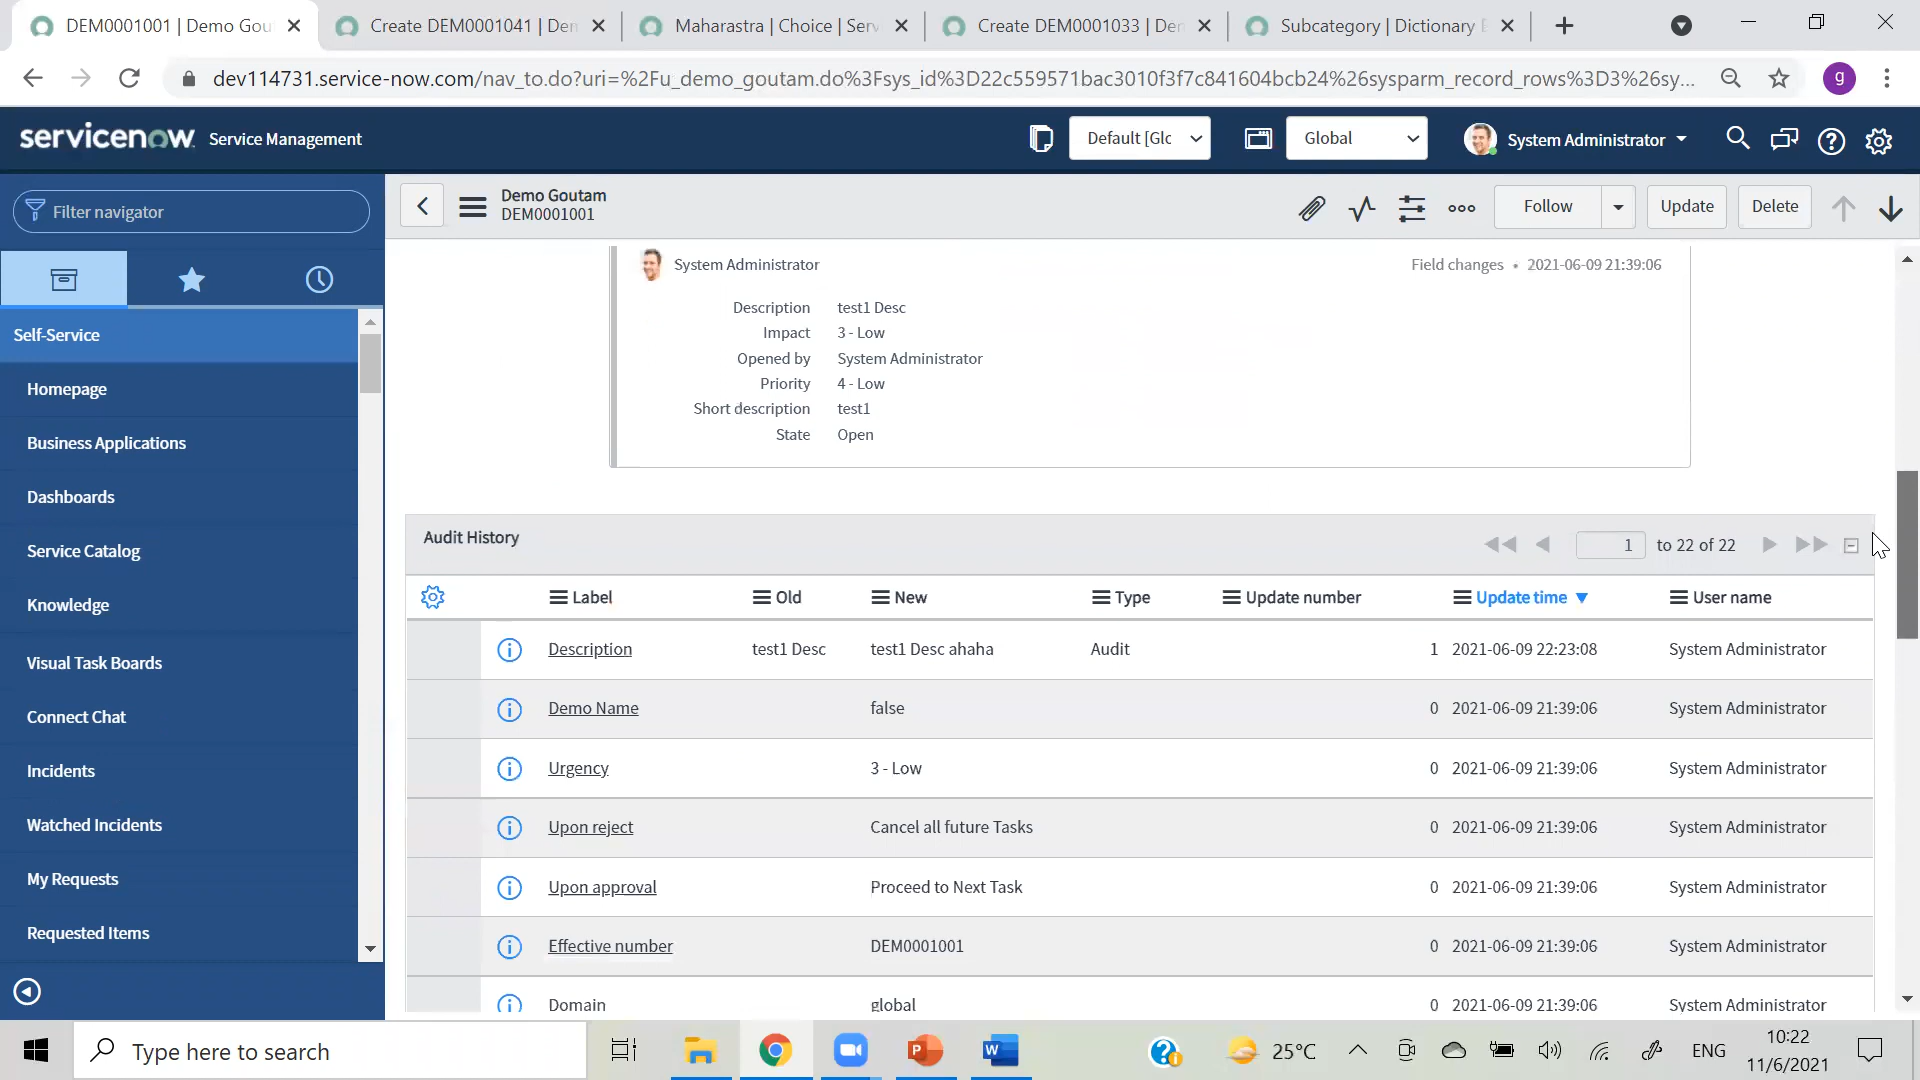 DEM0001001 | Demo Gou
Create DEM0001041 | Den
Maharastra | Choice | Serv
Create DEM0001033 | Den
Subcategory | Dictionary E
dev114731.service-now.com/nav_to.do?uri=%2Fu_demo_goutam.do%3Fsys_id%3D22c559571bac3010f3f7c841604bcb24%26sysparm_record_rows%3D3%26sy...
g
servicenow Service Management
Default [Glc
Global
System Administrator
Filter navigator
Demo Goutam
DEM0001001
Follow
Update
Delete
Self-Service
Homepage
Business Applications
Dashboards
Service Catalog
Knowledge
Visual Task Boards
Connect Chat
Incidents
Watched Incidents
My Requests
Requested Items
System Administrator
Field changes • 2021-06-09 21:39:06
Description test1 Desc
Impact 3 - Low
Opened by System Administrator
Priority 4 - Low
Short description test1
State Open
Audit History
1 to 22 of 22
Label Old New Type Update number Update time User name
Description test1 Desc test1 Desc ahaha Audit 1 2021-06-09 22:23:08 System Administrator
Demo Name false 0 2021-06-09 21:39:06 System Administrator
Urgency 3 - Low 0 2021-06-09 21:39:06 System Administrator
Upon reject Cancel all future Tasks 0 2021-06-09 21:39:06 System Administrator
Upon approval Proceed to Next Task 0 2021-06-09 21:39:06 System Administrator
Effective number DEM0001001 0 2021-06-09 21:39:06 System Administrator
Domain global 0 2021-06-09 21:39:06 System Administrator
Type here to search
P
W
25°C
ENG
10:22
11/6/2021